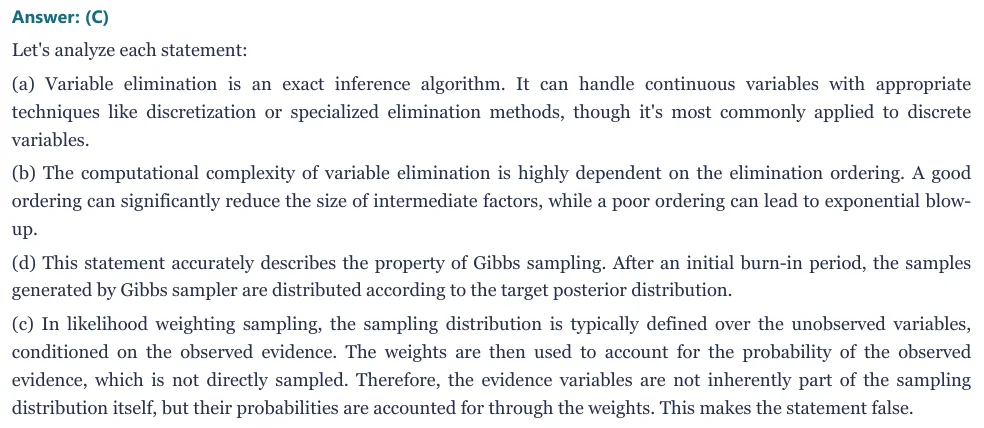 Answer: (C)
Let's analyze each statement:
(a) Variable elimination is an exact inference algorithm. It can handle continuous variables with appropriate
techniques like discretization or specialized elimination methods, though it's most commonly applied to discrete
variables.
(b) The computational complexity of variable elimination is highly dependent on the elimination ordering. A good
ordering can significantly reduce the size of intermediate factors, while a poor ordering can lead to exponential blow-
up.
(d) This statement accurately describes the property of Gibbs sampling. After an initial burn-in period, the samples
generated by Gibbs sampler are distributed according to the target posterior distribution.
(c) In likelihood weighting sampling, the sampling distribution is typically defined over the unobserved variables,
conditioned on the observed evidence. The weights are then used to account for the probability of the observed
evidence, which is not directly sampled. Therefore, the evidence variables are not inherently part of the sampling
distribution itself, but their probabilities are accounted for through the weights. This makes the statement false.